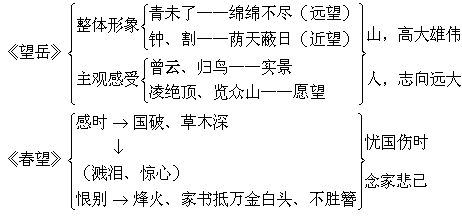 《望岳》
整体形象
青未了——绵绵不尽（远望）
钟、割——荫天蔽日（近望）
主观感受
曾云、归鸟——实景
凌绝顶、览众山——愿望
山，高大雄伟
人，志向远大
《春望》
感时→国破、草木深
↓
（溅泪、惊心）
恨别→烽火、家书抵万金白头、不胜簪
忧国伤时
念家悲已